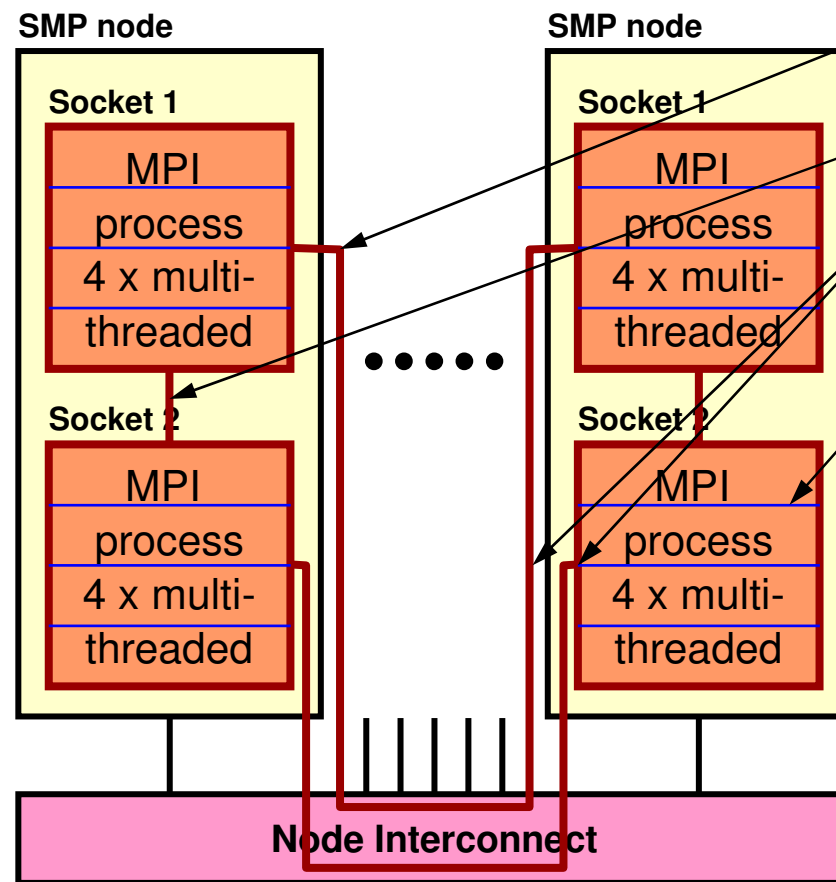 SMP node
Socket 1
MPI
process
4 x multi-
threaded
Socket 2
MPI
process
4 x multi-
threaded
SMP node
Socket 1
MPI
process
4 x multi-
threaded
Socket 2
MPI
process
4 x multi-
threaded
Node Interconnect